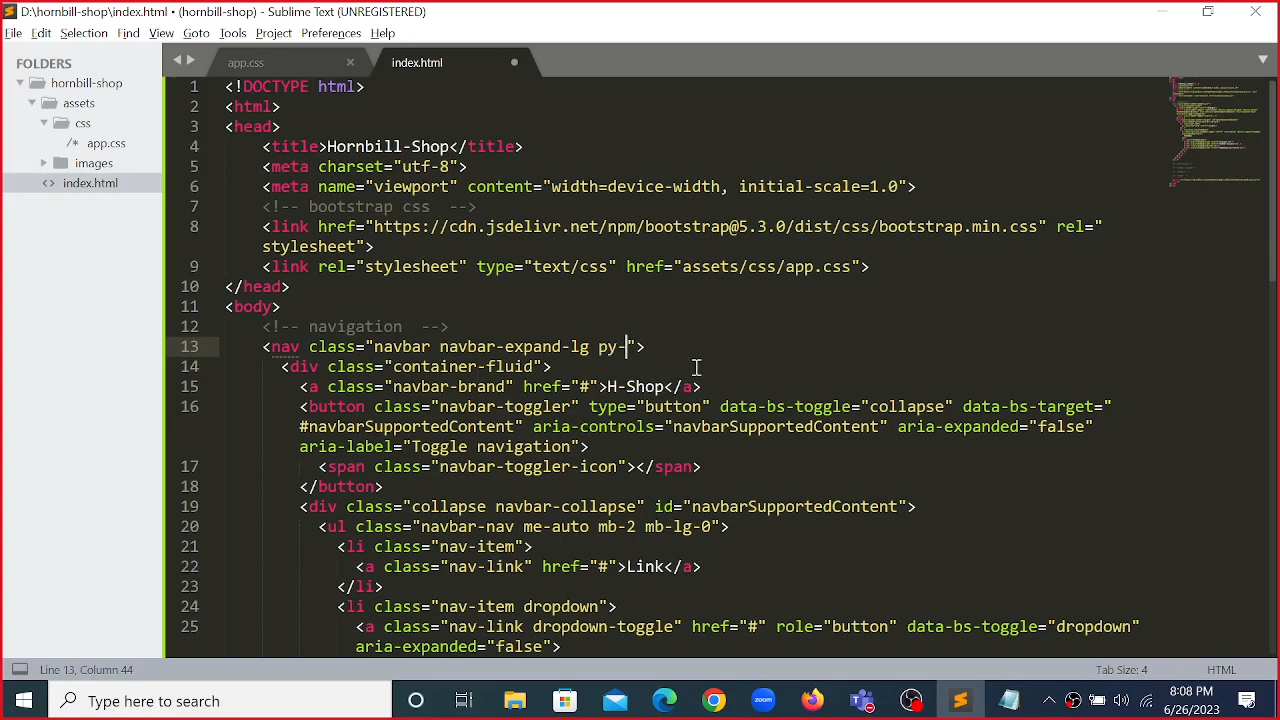 D:\hornbill-shop\index.html • (hornbill-shop) - Sublime Text (UNREGISTERED)
File Edit Selection Find View Goto Tools Project Preferences Help
FOLDERS
hornbill-shop
assets
css
/* app.css
images
<> index.html
app.css × index.html
1 <!DOCTYPE html>
2 <html>
3 <head>
4 <title>Hornbill-Shop</title>
5 <meta charset="utf-8">
6 <meta name="viewport" content="width=device-width, initial-scale=1.0">
7 <!-- bootstrap css -->
8 <link href="https://cdn.jsdelivr.net/npm/bootstrap@5.3.0/dist/css/bootstrap.min.css" rel="
stylesheet">
9 <link rel="stylesheet" type="text/css" href="assets/css/app.css">
10 </head>
11 <body>
12 <!-- navigation -->
13 <nav class="navbar navbar-expand-lg py-">
14 <div class="container-fluid">
15 <a class="navbar-brand" href="#">H-Shop</a>
16 <button class="navbar-toggler" type="button" data-bs-toggle="collapse" data-bs-target="
#navbarSupportedContent" aria-controls="navbarSupportedContent" aria-expanded="false"
aria-label="Toggle navigation">
17 <span class="navbar-toggler-icon"></span>
18 </button>
19 <div class="collapse navbar-collapse" id="navbarSupportedContent">
20 <ul class="navbar-nav me-auto mb-2 mb-lg-0">
21 <li class="nav-item">
22 <a class="nav-link" href="#">Link</a>
23 </li>
24 <li class="nav-item dropdown">
25 <a class="nav-link dropdown-toggle" href="#" role="button" data-bs-toggle="dropdown"
aria-expanded="false">
Line 13, Column 44
Tab Size: 4 HTML
Type here to search
zoom
8:08 PM
6/26/2023